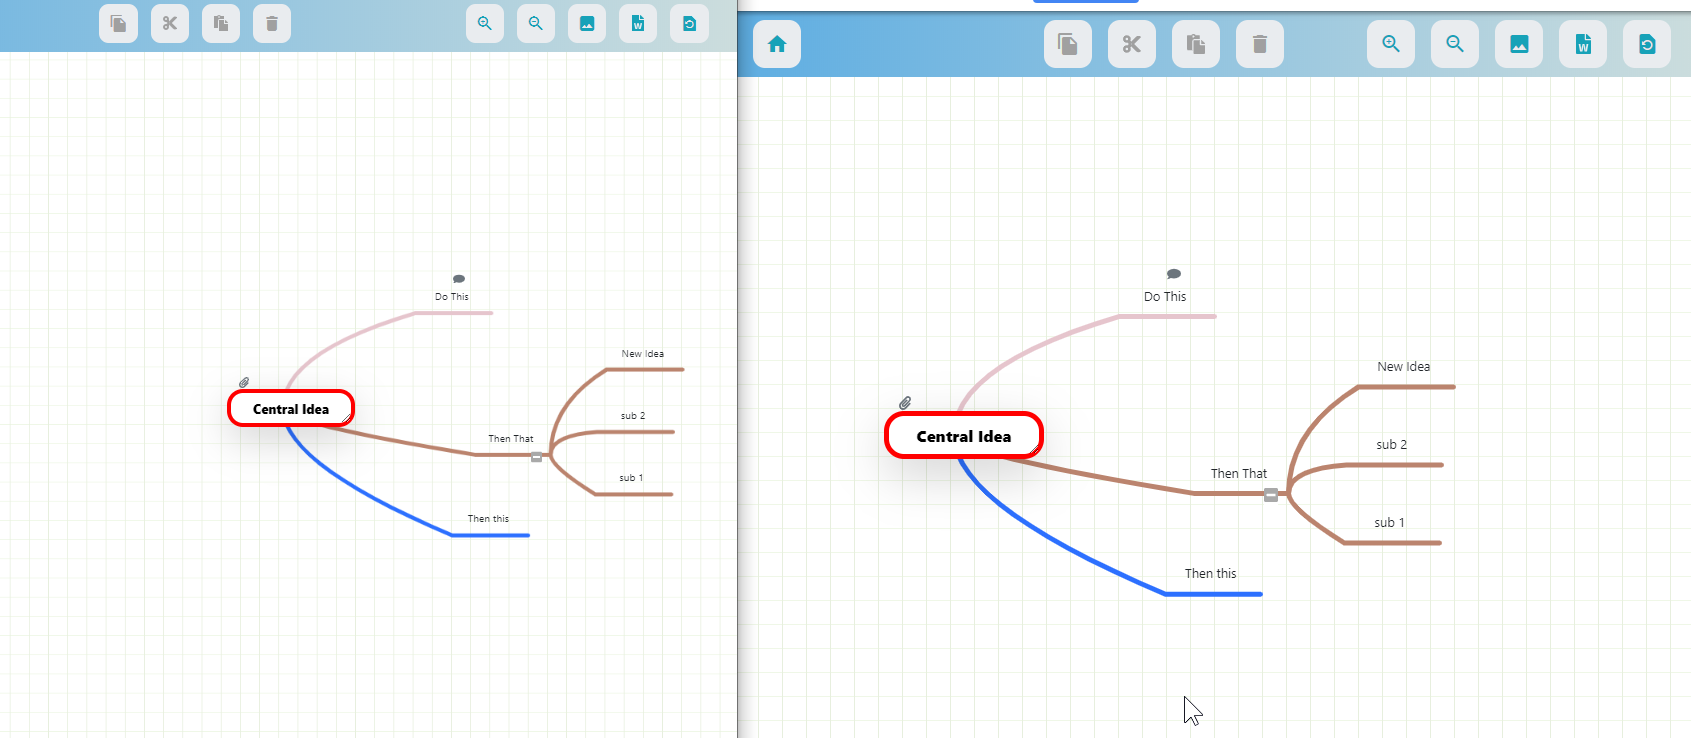 Do This
New Idea
Central Idea
sub 2
Then That
sub 1
Then this
W
W
Do This
New Idea
Central Idea
sub 2
Then That
sub 1
Then this